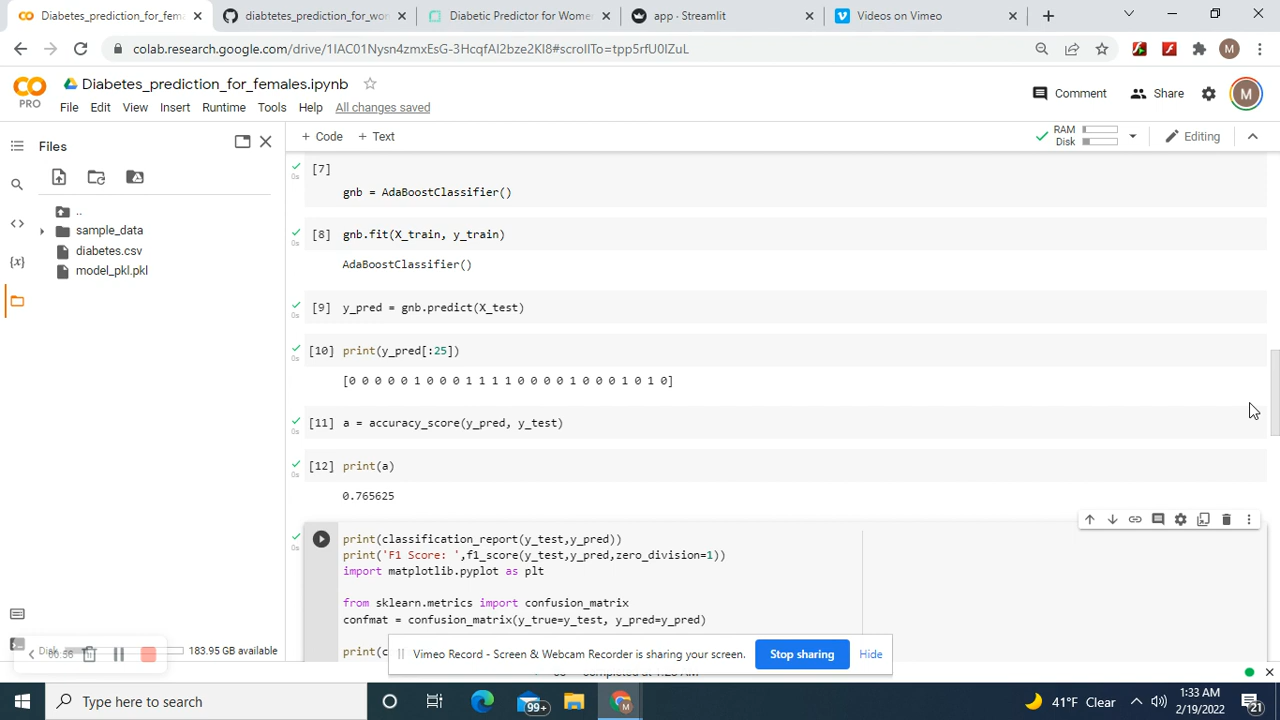 Diabetes_prediction_for_fema
diabtetes_prediction_for_wor
Diabetic Predictor for Women
app · Streamlit
Videos on Vimeo
colab.research.google.com/drive/1IAC01Nysn4zmxEsG-3HcqfAI2bze2KI8#scrollTo=tpp5rfU0IZuL
M
CO
PRO
Diabetes_prediction_for_females.ipynb
File Edit View Insert Runtime Tools Help All changes saved
Comment
Share
M
Files
+ Code + Text
RAM
Disk
Editing
..
sample_data
diabetes.csv
model_pkl.pkl
[7]
gnb = AdaBoostClassifier()
[8] gnb.fit(X_train, y_train)
AdaBoostClassifier()
[9] y_pred = gnb.predict(X_test)
[10] print(y_pred[:25])
[0 0 0 0 0 1 0 0 0 1 1 1 1 0 0 0 0 1 0 0 0 1 0 1 0]
[11] a = accuracy_score(y_pred, y_test)
[12] print(a)
0.765625
print(classification_report(y_test,y_pred))
print('F1 Score: ',f1_score(y_test,y_pred,zero_division=1))
import matplotlib.pyplot as plt
from sklearn.metrics import confusion_matrix
confmat = confusion_matrix(y_true=y_test, y_pred=y_pred)
print(c
Disk
183.95 GB available
Vimeo Record - Screen & Webcam Recorder is sharing your screen.
Stop sharing
Hide
Type here to search
99+
41°F Clear
1:33 AM
2/19/2022
21